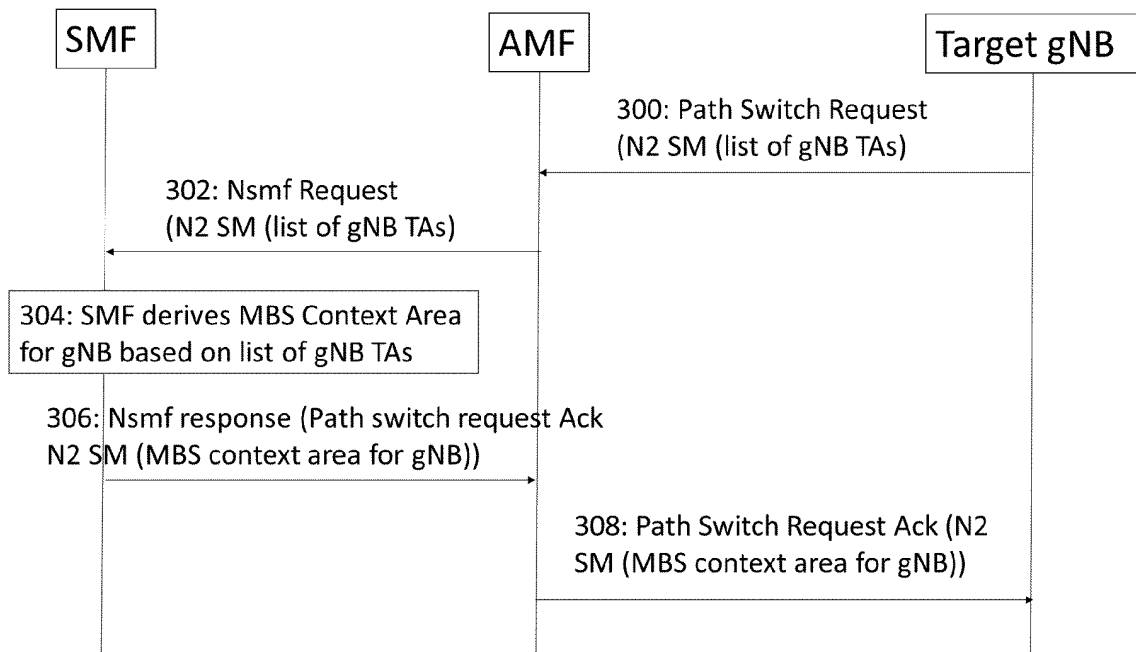 SMF
AMF
Target gNB
300: Path Switch Request
(N2 SM (list of gNB TAs)
302: Nsmf Request
(N2 SM (list of gNB TAs)
304: SMF derives MBS Context Area
for gNB based on list of gNB TAs
306: Nsmf response (Path switch request Ack
N2 SM (MBS context area for gNB))
308: Path Switch Request Ack (N2
SM (MBS context area for gNB))